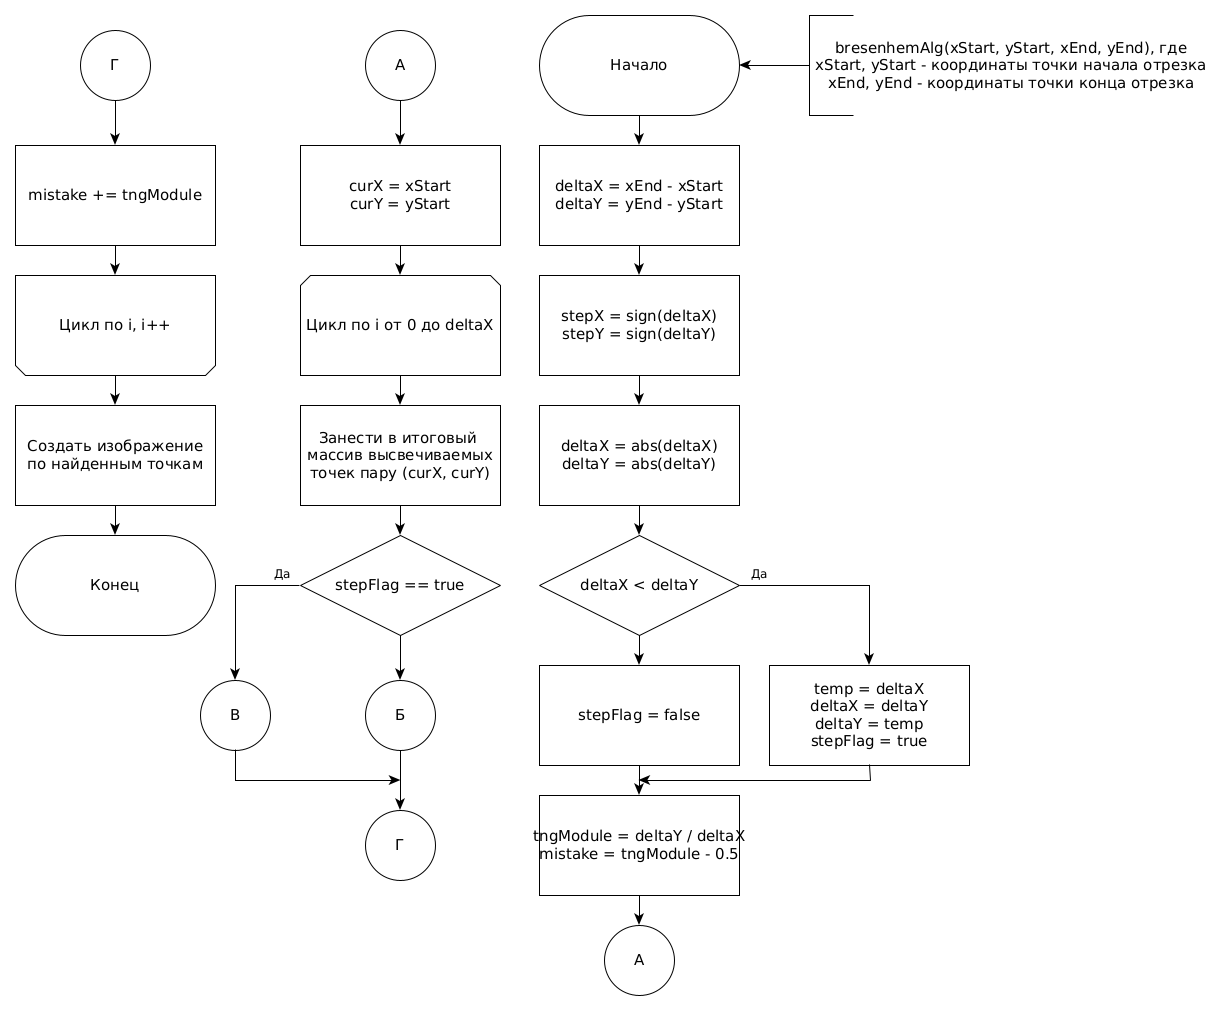 Г
mistake += tngModule
Цикл по i, i++
Создать изображение
по найденным точкам
Конец
А
curX = xStart
curY = yStart
Цикл по i от 0 до deltaX
Занести в итоговый
массив высвечиваемых
точек пару (curX, curY)
stepFlag == true
Да
В
Б
Г
Начало
bresenhemAlg(xStart, yStart, xEnd, yEnd), где
xStart, yStart - координаты точки начала отрезка
xEnd, yEnd - координаты точки конца отрезка
deltaX = xEnd - xStart
deltaY = yEnd - yStart
stepX = sign(deltaX)
stepY = sign(deltaY)
deltaX = abs(deltaX)
deltaY = abs(deltaY)
deltaX < deltaY
Да
stepFlag = false
temp = deltaX
deltaX = deltaY
deltaY = temp
stepFlag = true
tngModule = deltaY / deltaX
mistake = tngModule - 0.5
А